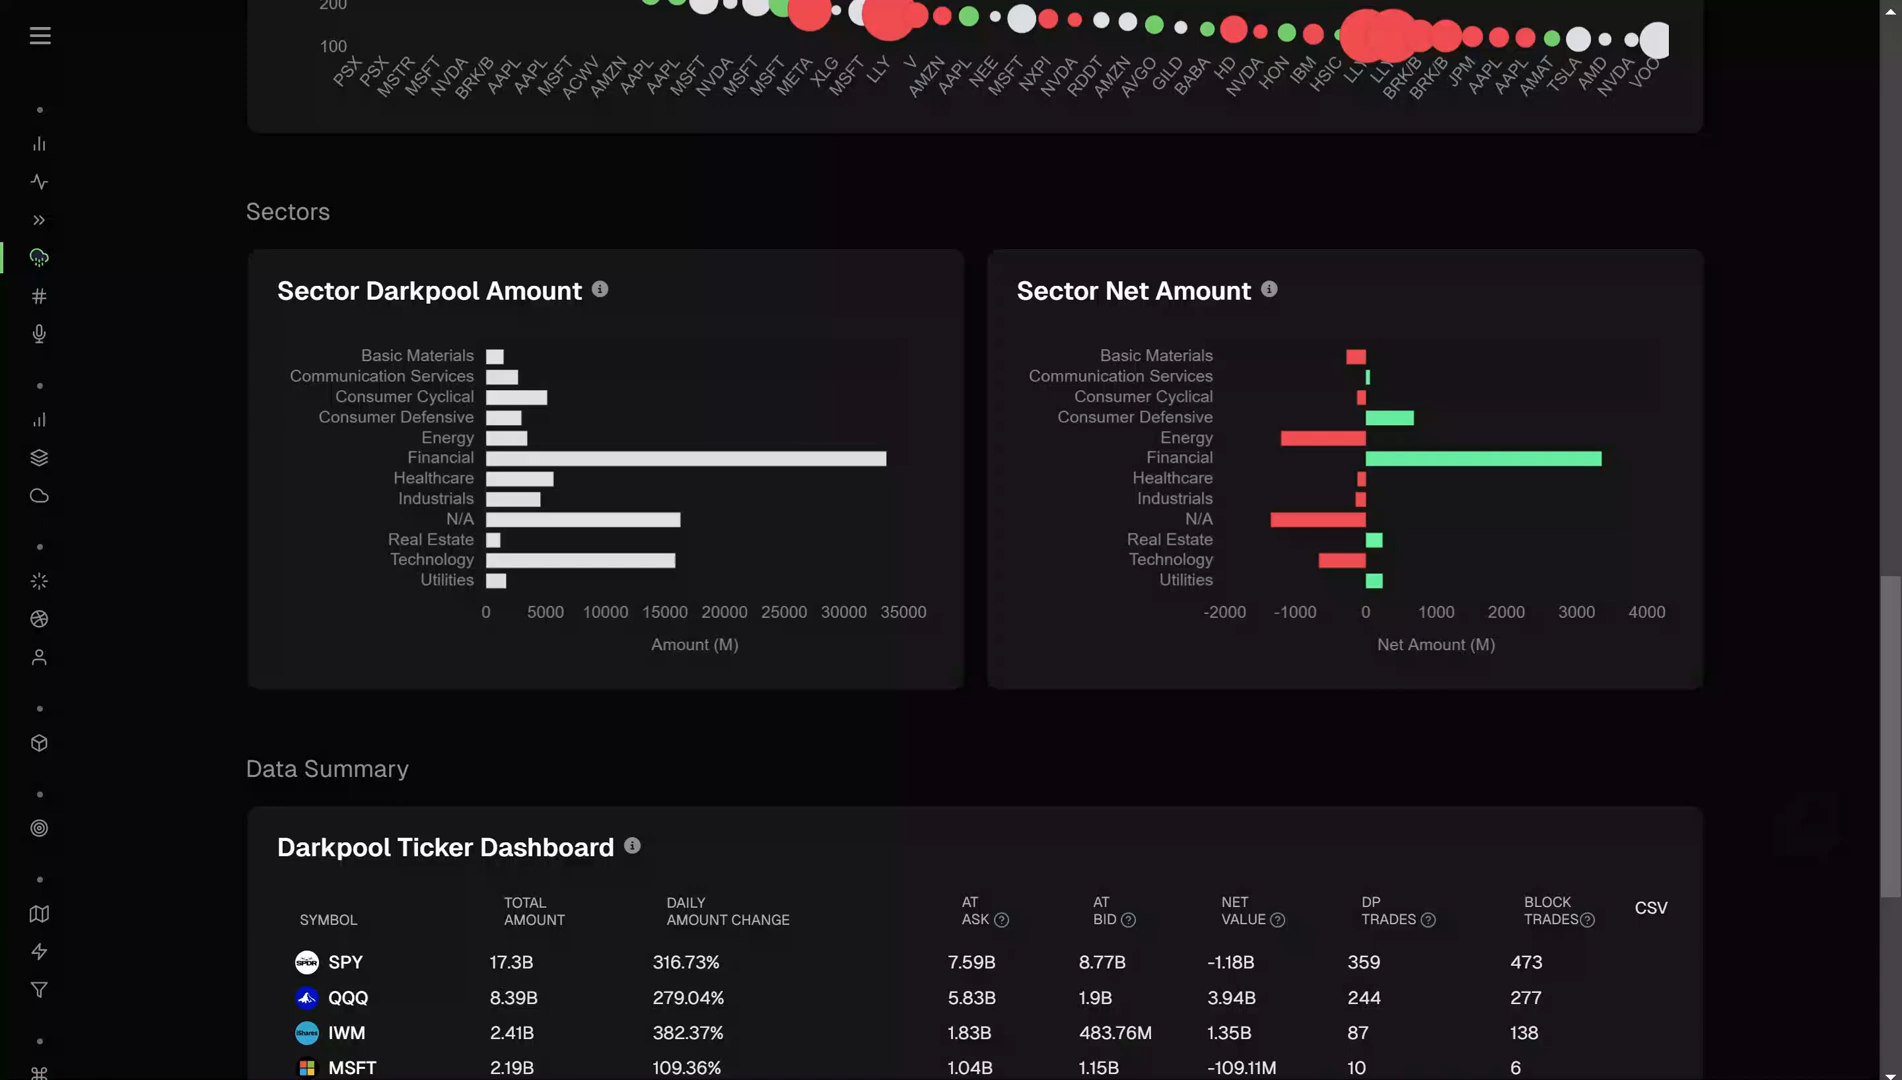 200
100
PSX PSX MSTR MSFT NVDA BRK/B AAPL AAPL MSFT ACWV AMZN AAPL AAPL MSFT NVDA MSFT MSFT META XLG MSFT LLY V AMZN AAPL NEE MSFT NXPI NVDA RDDT AMZN AVGO GILD BABA HD NVDA HON IBM HSIC LLY LLY BRK/B BRK/B JPM AAPL AAPL AMAT TSLA AMD NVDA VOO
Sectors
Sector Darkpool Amount
Basic Materials
Communication Services
Consumer Cyclical
Consumer Defensive
Energy
Financial
Healthcare
Industrials
N/A
Real Estate
Technology
Utilities
0 5000 10000 15000 20000 25000 30000 35000
Amount (M)
Sector Net Amount
Basic Materials
Communication Services
Consumer Cyclical
Consumer Defensive
Energy
Financial
Healthcare
Industrials
N/A
Real Estate
Technology
Utilities
-2000 -1000 0 1000 2000 3000 4000
Net Amount (M)
Data Summary
Darkpool Ticker Dashboard
SYMBOL TOTAL AMOUNT DAILY AMOUNT CHANGE AT ASK AT BID NET VALUE DP TRADES BLOCK TRADES CSV
SPY 17.3B 316.73% 7.59B 8.77B -1.18B 359 473
QQQ 8.39B 279.04% 5.83B 1.9B 3.94B 244 277
IWM 2.41B 382.37% 1.83B 483.76M 1.35B 87 138
MSFT 2.19B 109.36% 1.04B 1.15B -109.11M 10 6